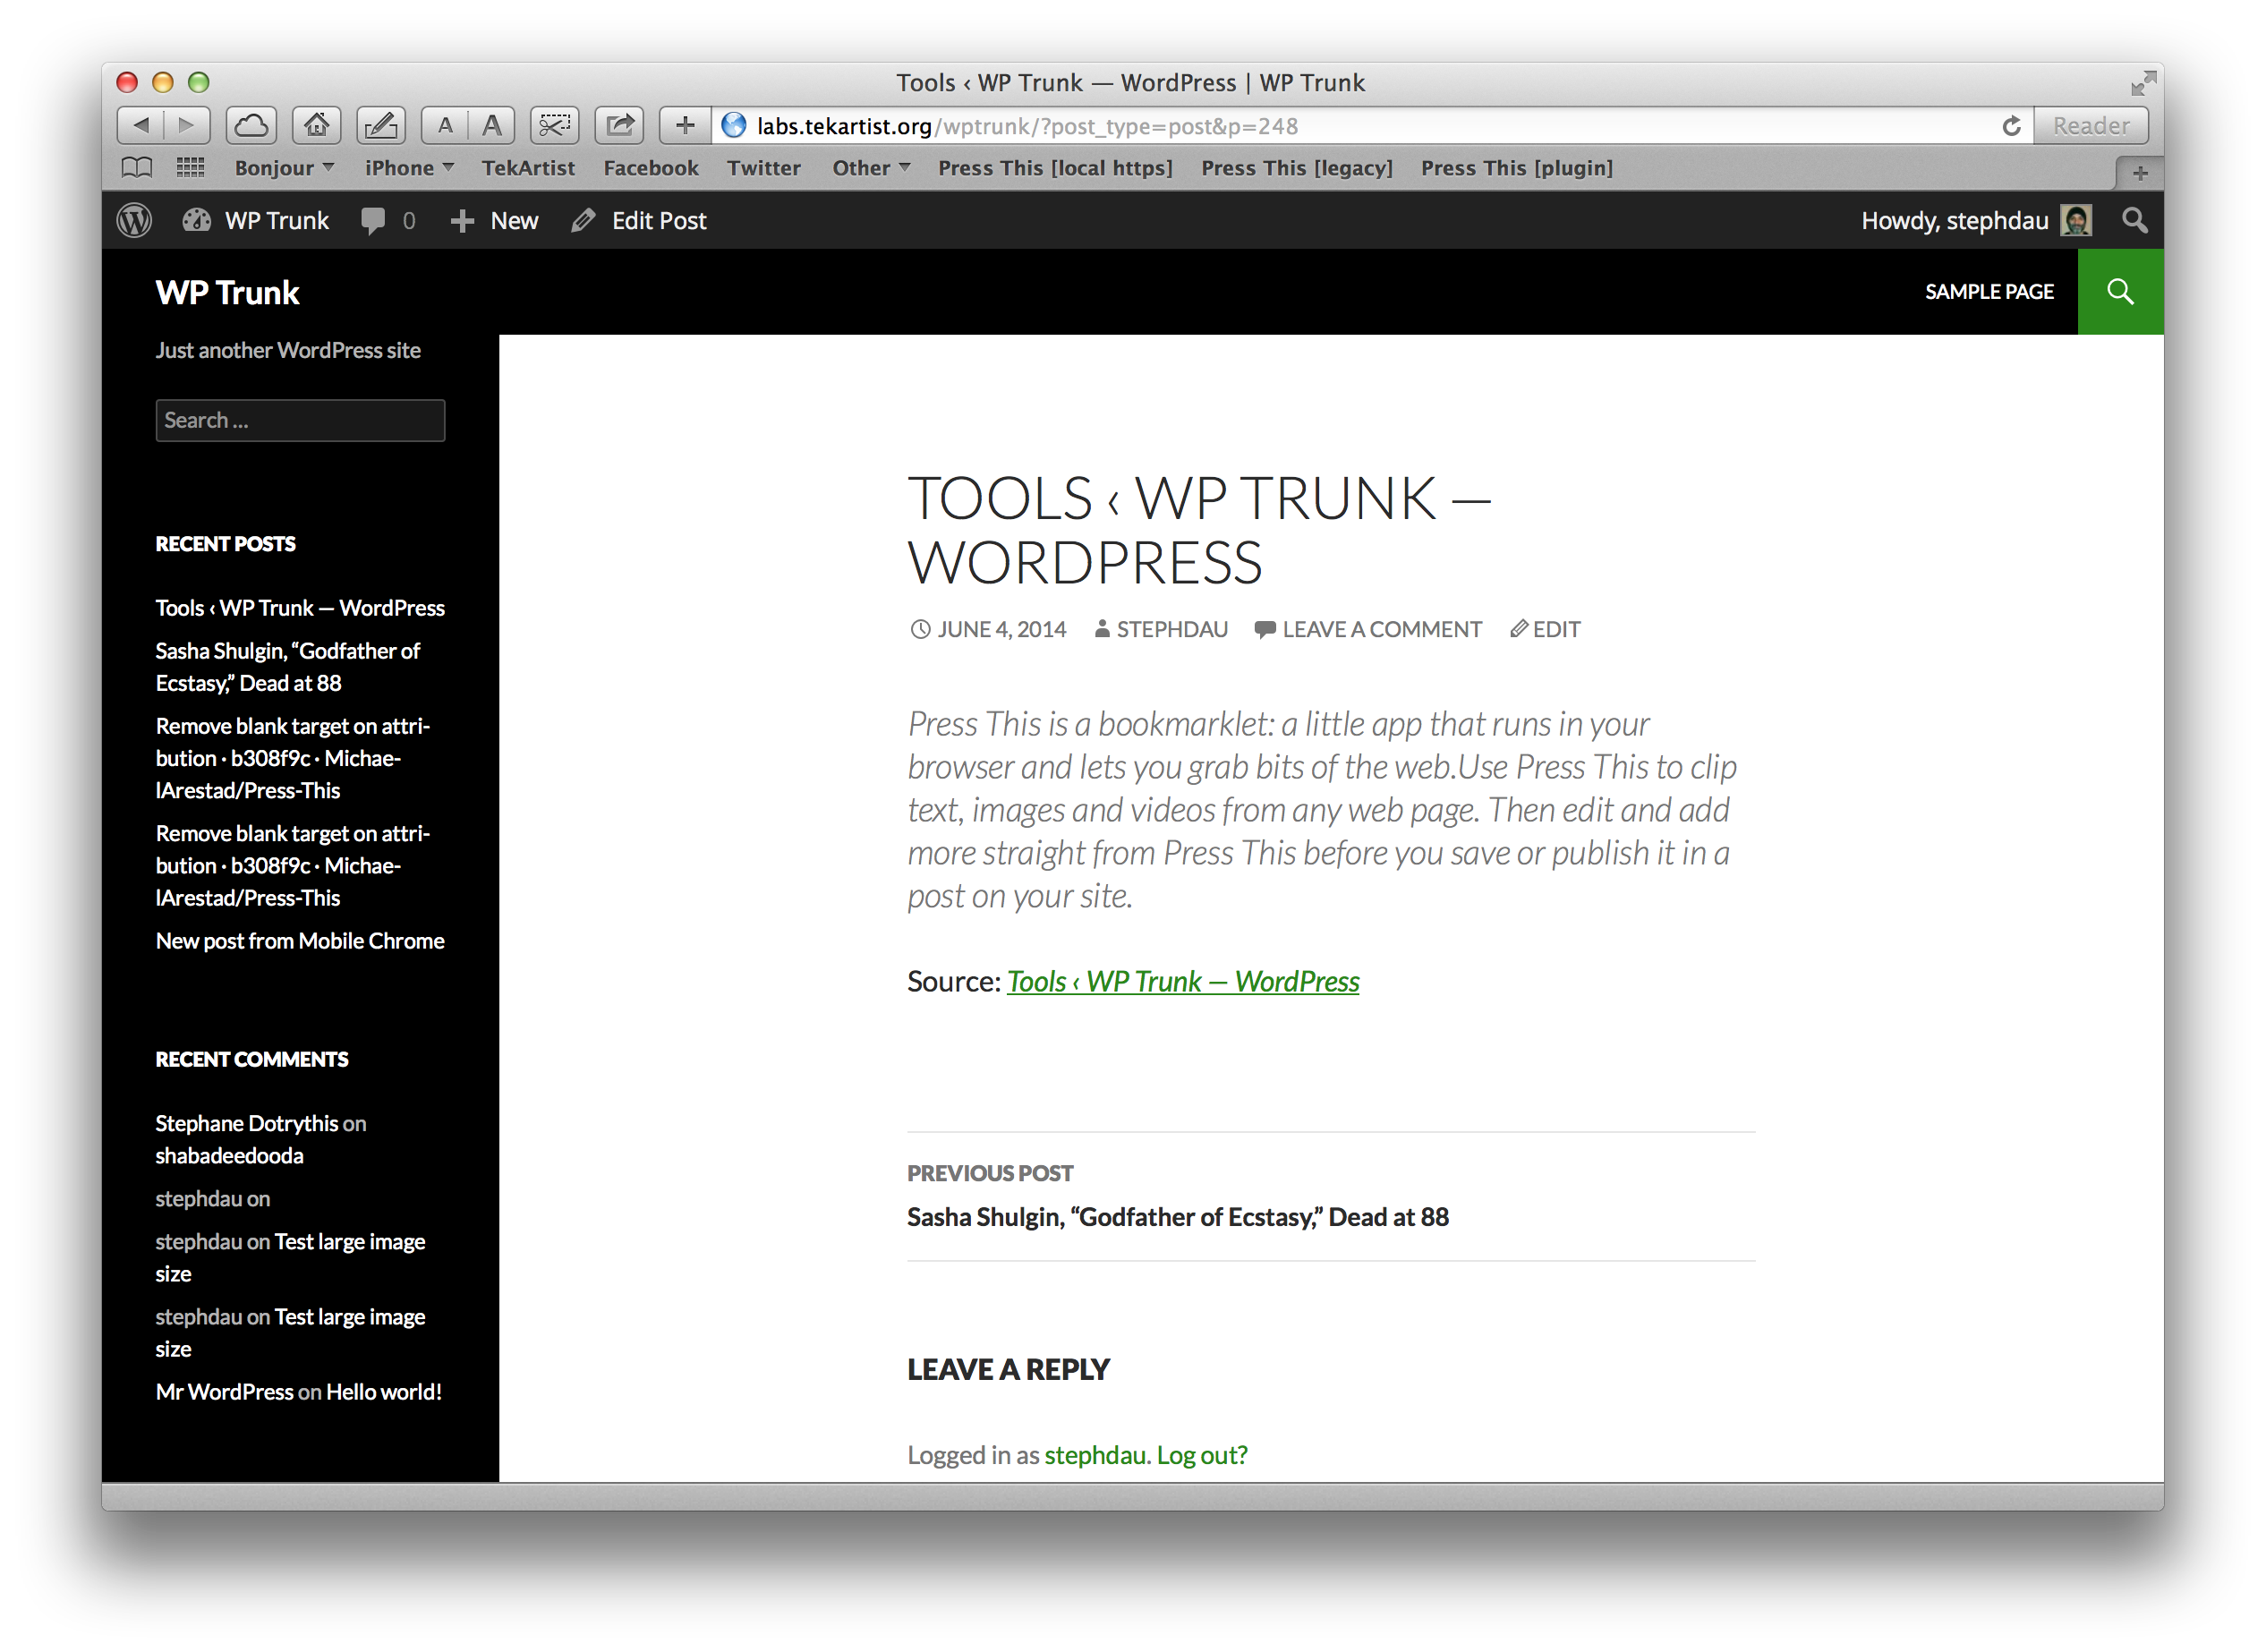 Tools ‹ WP Trunk — WordPress | WP Trunk
A A + labs.tekartist.org/wptrunk/?post_type=post&p=248 Reader
Bonjour iPhone TekArtist Facebook Twitter Other Press This [local https] Press This [legacy] Press This [plugin] +
WP Trunk 0 + New Edit Post Howdy, stephdau
WP Trunk SAMPLE PAGE
Just another WordPress site
Search ...
RECENT POSTS
Tools ‹ WP Trunk — WordPress
Sasha Shulgin, “Godfather of
Ecstasy,” Dead at 88
Remove blank target on attri-
bution · b308f9c · Michae-
lArestad/Press-This
Remove blank target on attri-
bution · b308f9c · Michae-
lArestad/Press-This
New post from Mobile Chrome
RECENT COMMENTS
Stephane Dotrythis on
shabadeedooda
stephdau on
stephdau on Test large image
size
stephdau on Test large image
size
Mr WordPress on Hello world!
TOOLS ‹ WP TRUNK —
WORDPRESS
JUNE 4, 2014 STEPHDAU LEAVE A COMMENT EDIT
Press This is a bookmarklet: a little app that runs in your
browser and lets you grab bits of the web.Use Press This to clip
text, images and videos from any web page. Then edit and add
more straight from Press This before you save or publish it in a
post on your site.
Source: Tools ‹ WP Trunk — WordPress
PREVIOUS POST
Sasha Shulgin, “Godfather of Ecstasy,” Dead at 88
LEAVE A REPLY
Logged in as stephdau. Log out?